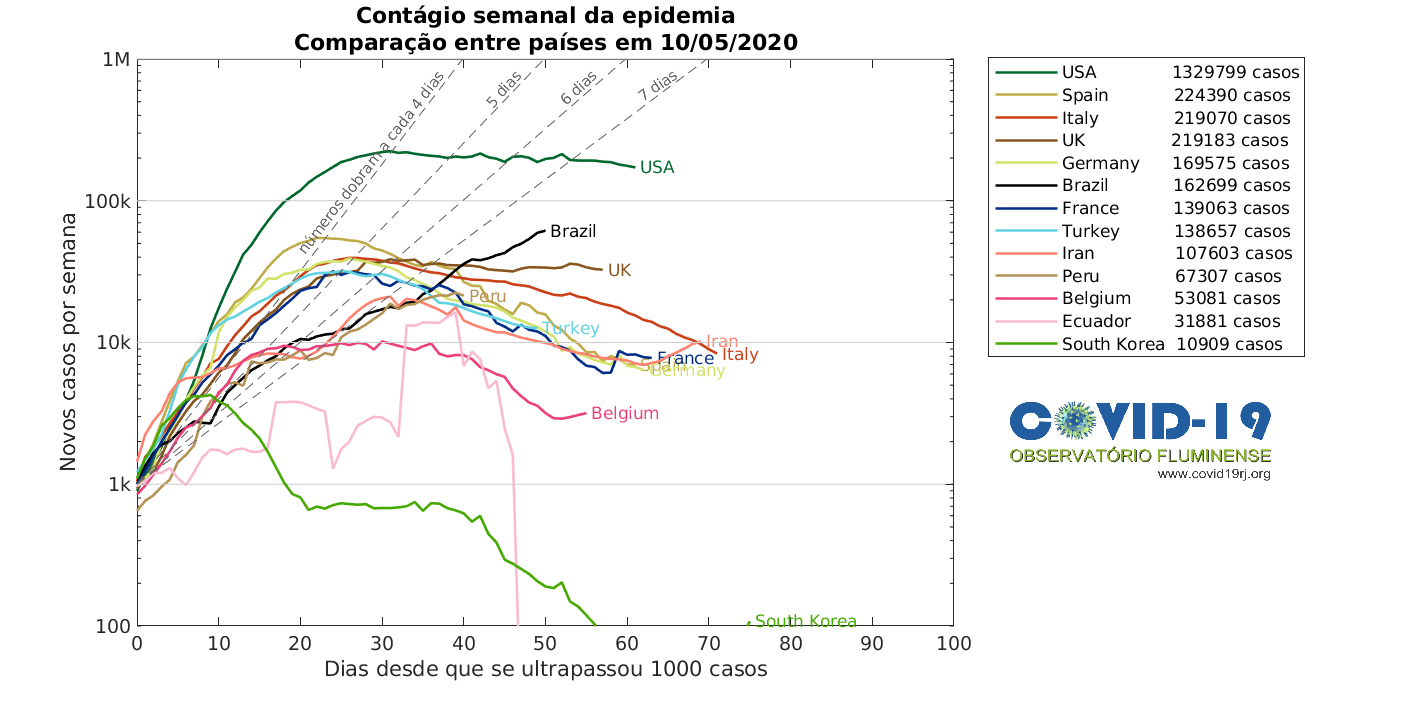 Contágio semanal da epidemia
Comparação entre países em 10/05/2020
Novos casos por semana
1M
100k
10k
1k
100
números dobram a cada 4 dias
5 dias
6 dias
7 dias
USA
Brazil
UK
Peru
Turkey
Iran
Italy
France
Spain
Germany
Belgium
South Korea
0 10 20 30 40 50 60 70 80 90 100
Dias desde que se ultrapassou 1000 casos
USA 1329799 casos
Spain 224390 casos
Italy 219070 casos
UK 219183 casos
Germany 169575 casos
Brazil 162699 casos
France 139063 casos
Turkey 138657 casos
Iran 107603 casos
Peru 67307 casos
Belgium 53081 casos
Ecuador 31881 casos
South Korea 10909 casos
COVID-19
OBSERVATÓRIO FLUMINENSE
www.covid19rj.org